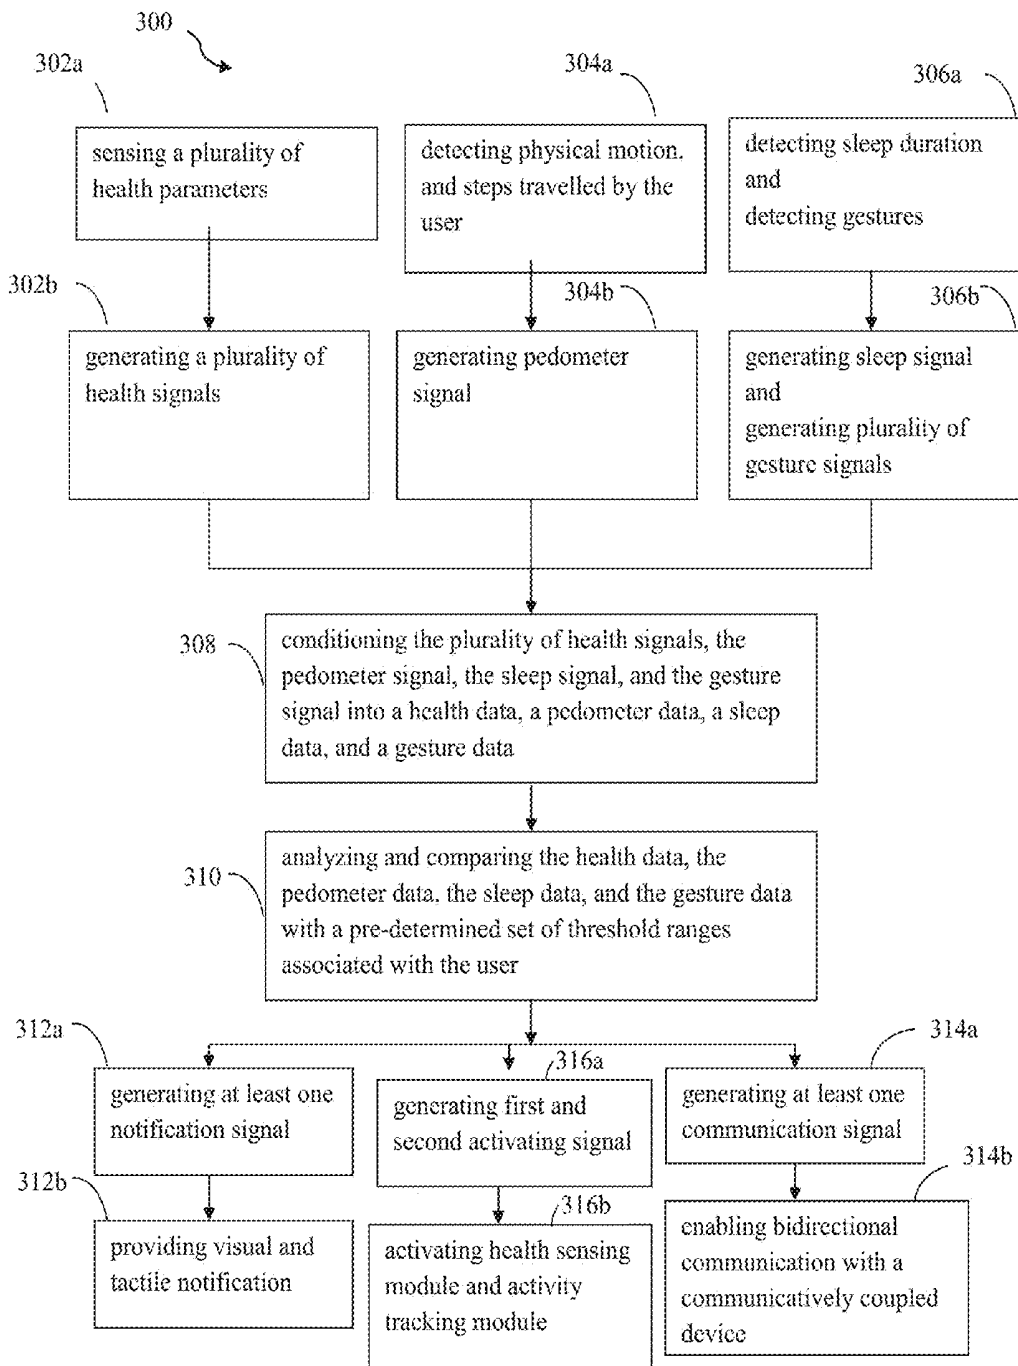 300
302a
304a
306a
sensing a plurality of
health parameters
detecting physical motion,
and steps travelled by the
user
detecting sleep duration
and
detecting gestures
302b
304b
306b
generating a plurality of
health signals
generating pedometer
signal
generating sleep signal
and
generating plurality of
gesture signals
308
conditioning the plurality of health signals, the
pedometer signal, the sleep signal, and the gesture
signal into a health data, a pedometer data, a sleep
data, and a gesture data
310
analyzing and comparing the health data, the
pedometer data, the sleep data, and the gesture data
with a pre-determined set of threshold ranges
associated with the user
312a
316a
314a
generating at least one
notification signal
generating first and
second activating signal
generating at least one
communication signal
312b
316b
314b
providing visual and
tactile notification
activating health sensing
module and activity
tracking module
enabling bidirectional
communication with a
communicatively coupled
device